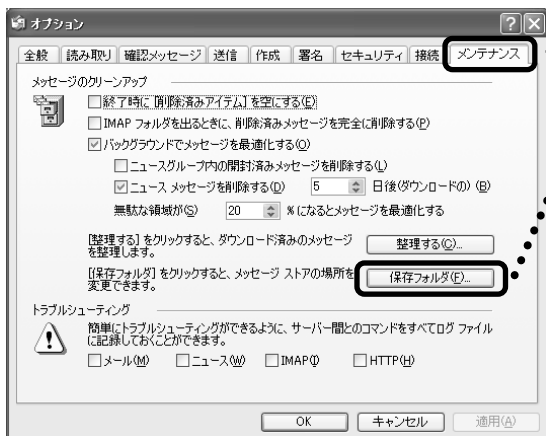 オプション
全般 読み取り 確認メッセージ 送信 作成 署名 セキュリティ 接続 メンテナンス
メッセージのクリーンアップ
終了時に [削除済みアイテム] を空にする(E)
IMAP フォルダを出るときに、削除済みメッセージを完全に削除する(P)
バックグラウンドでメッセージを最適化する(O)
ニュースグループ内の開封済みメッセージを削除する(L)
ニュース メッセージを削除する(D) 5 日後(ダウンロードの) (B)
無駄な領域が(S) 20 % になるとメッセージを最適化する
[整理する] をクリックすると、ダウンロード済みのメッセージ
を整理します。
整理する(C)...
[保存フォルダ] をクリックすると、メッセージ ストアの場所を
変更できます。
保存フォルダ(F)...
トラブルシューティング
簡単にトラブルシューティングができるように、サーバー間とのコマンドをすべてログ ファイル
に記録しておくことができます。
メール(M) ニュース(W) IMAP(I) HTTP(H)
OK キャンセル 適用(A)